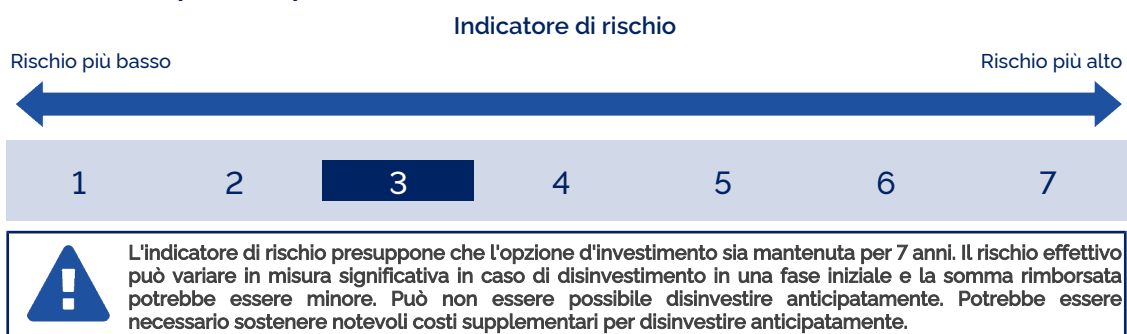 Indicatore di rischio
Rischio più basso Rischio più alto
1 2 3 4 5 6 7
L'indicatore di rischio presuppone che l'opzione d'investimento sia mantenuta per 7 anni. Il rischio effettivo
può variare in misura significativa in caso di disinvestimento in una fase iniziale e la somma rimborsata
potrebbe essere minore. Può non essere possibile disinvestire anticipatamente. Potrebbe essere
necessario sostenere notevoli costi supplementari per disinvestire anticipatamente.